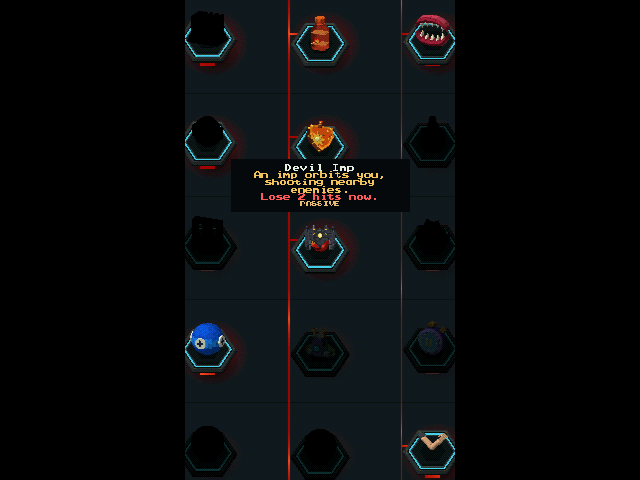 Devil Imp
An imp orbits you,
shooting nearby
enemies.
Lose 2 hits now.
PASSIVE